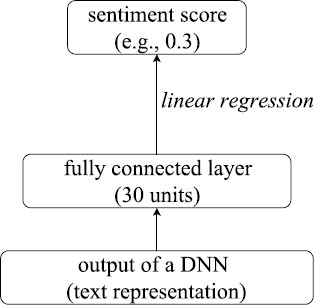 sentiment score
(e.g., 0.3)
linear regression
fully connected layer
(30 units)
output of a DNN
(text representation)